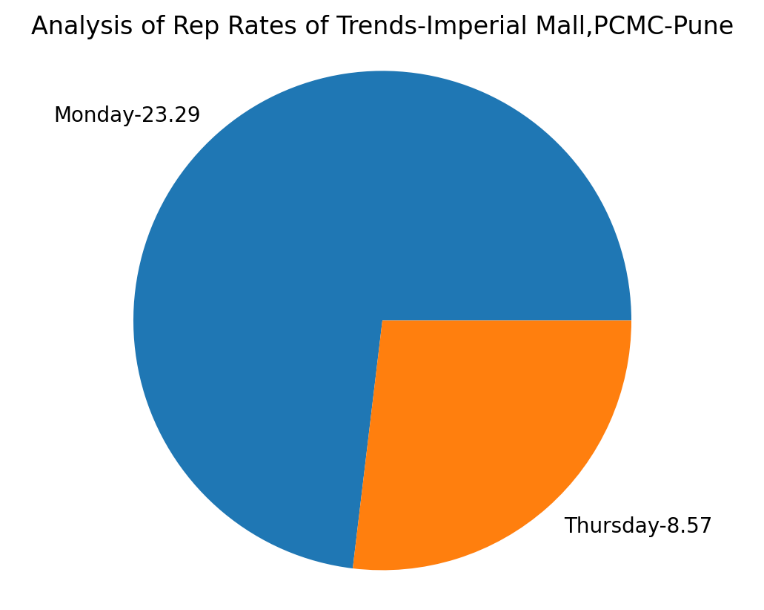 Analysis of Rep Rates of Trends-Imperial Mall,PCMC-Pune
Monday-23.29
Thursday-8.57